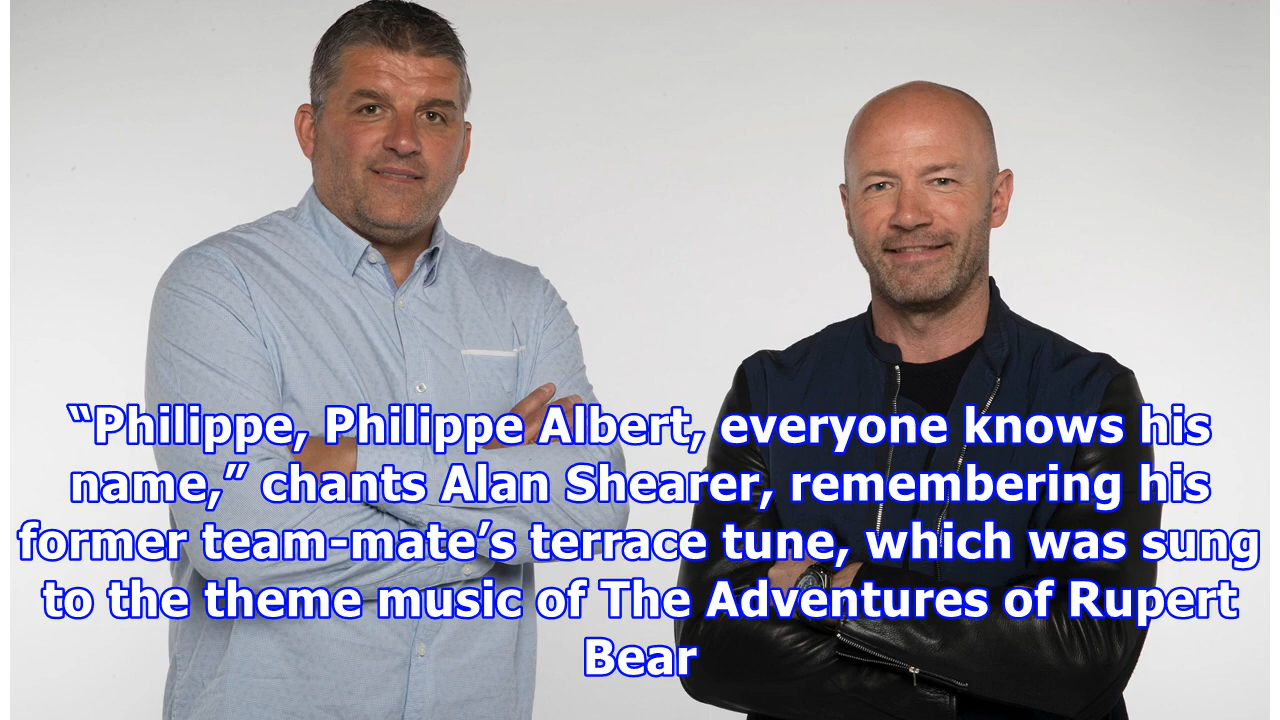 “Philippe, Philippe Albert, everyone knows his
name,” chants Alan Shearer, remembering his
former team-mate’s terrace tune, which was sung
to the theme music of The Adventures of Rupert
Bear